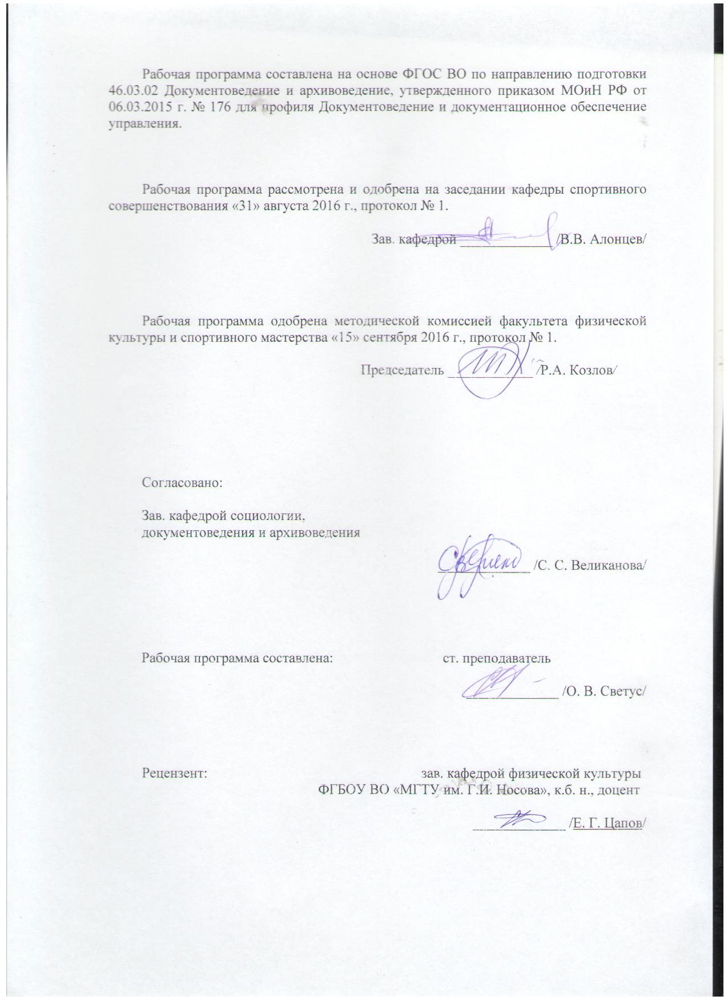 Рабочая программа составлена на основе ФГОС ВО по направлению подготовки
46.03.02 Документоведение и архивоведение, утвержденного приказом МОиН РФ от
06.03.2015 г. № 176 для профиля Документоведение и документационное обеспечение
управления.
Рабочая программа рассмотрена и одобрена на заседании кафедры спортивного
совершенствования «31» августа 2016 г., протокол № 1.
Зав. кафедрой _____________ /В.В. Алонцев/
Рабочая программа одобрена методической комиссией факультета физической
культуры и спортивного мастерства «15» сентября 2016 г., протокол № 1.
Председатель ____________ /Р.А. Козлов/
Согласовано:
Зав. кафедрой социологии,
документоведения и архивоведения
_____________ /С. С. Великанова/
Рабочая программа составлена: ст. преподаватель
_____________ /О. В. Светус/
Рецензент: зав. кафедрой физической культуры
ФГБОУ ВО «МГТУ им. Г.И. Носова», к.б. н., доцент
_____________ /Е. Г. Цапов/